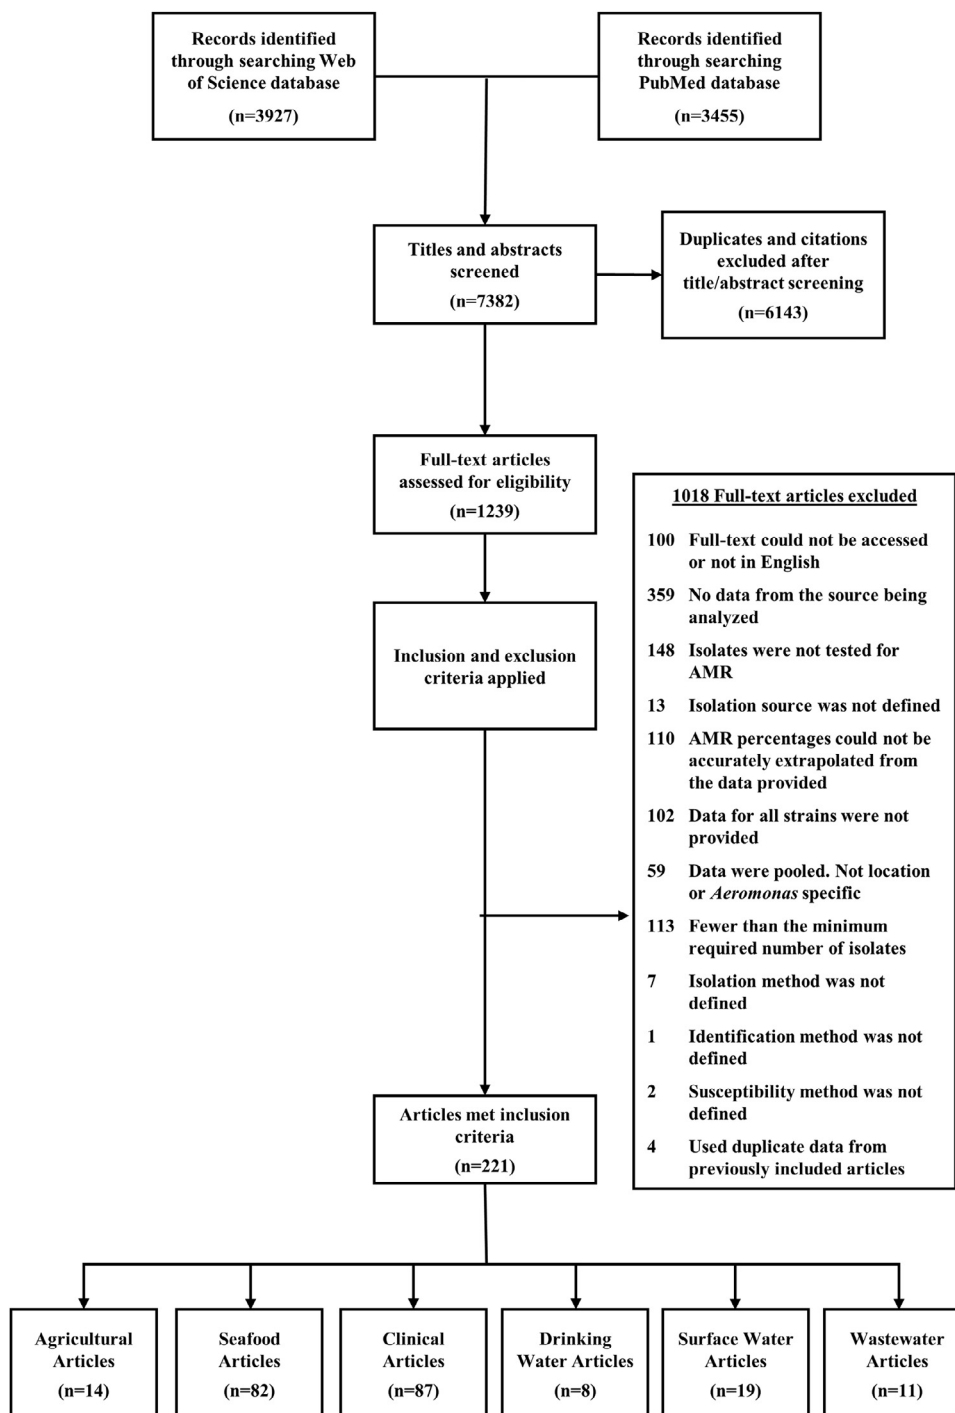 Records identified
through searching Web
of Science database
(n=3927)
Records identified
through searching
PubMed database
(n=3455)
Titles and abstracts
screened
(n=7382)
Duplicates and citations
excluded after
title/abstract screening
(n=6143)
Full-text articles
assessed for eligibility
(n=1239)
Inclusion and exclusion
criteria applied
1018 Full-text articles excluded
100 Full-text could not be accessed
or not in English
359 No data from the source being
analyzed
148 Isolates were not tested for
AMR
13 Isolation source was not defined
110 AMR percentages could not be
accurately extrapolated from
the data provided
102 Data for all strains were not
provided
59 Data were pooled. Not location
or Aeromonas specific
113 Fewer than the minimum
required number of isolates
7 Isolation method was not
defined
1 Identification method was not
defined
2 Susceptibility method was not
defined
4 Used duplicate data from
previously included articles
Articles met inclusion
criteria
(n=221)
Agricultural
Articles
(n=14)
Seafood
Articles
(n=82)
Clinical
Articles
(n=87)
Drinking
Water Articles
(n=8)
Surface Water
Articles
(n=19)
Wastewater
Articles
(n=11)